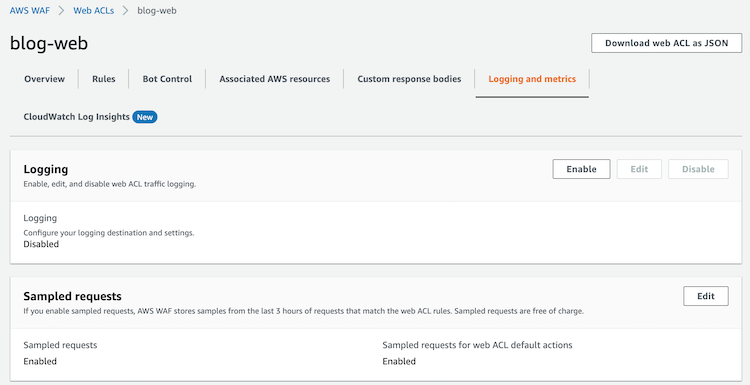 AWS WAF > Web ACLs > blog-web
blog-web
Download web ACL as JSON
Overview Rules Bot Control Associated AWS resources Custom response bodies Logging and metrics
CloudWatch Log Insights New
Logging
Enable Edit Disable
Enable, edit, and disable web ACL traffic logging.
Logging
Configure your logging destination and settings.
Disabled
Sampled requests
Edit
If you enable sampled requests, AWS WAF stores samples from the last 3 hours of requests that match the web ACL rules. Sampled requests are free of charge.
Sampled requests Sampled requests for web ACL default actions
Enabled Enabled